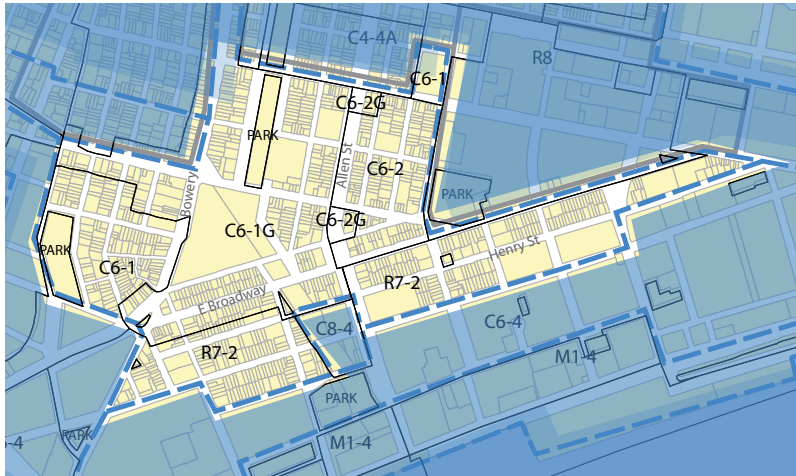 C4-4A
R8
C6-1
C6-2G
PARK
Allen St
C6-2
PARK
Bowery
C6-2G
C6-1G
PARK
C6-1
Henry St
R7-2
E Broadway
C8-4
C6-4
R7-2
M1-4
PARK
PARK
-4
M1-4